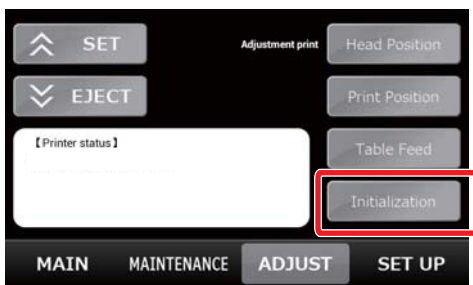 SET
Adjustment print
Head Position
EJECT
Print Position
【Printer status】
Table Feed
Initialization
MAIN
MAINTENANCE
ADJUST
SET UP